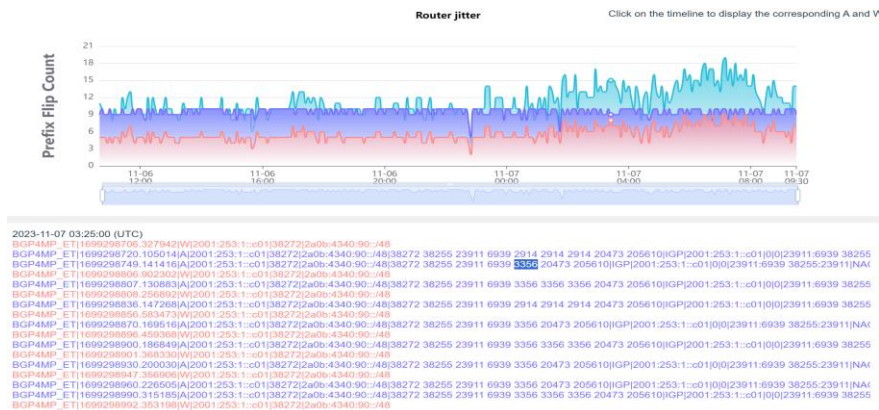 Router jitter
Click on the timeline to display the corresponding A and W
Prefix Flip Count
21
18
15
12
9
6
3
0
11-06 12:00
11-06 16:00
11-06 20:00
11-07 00:00
11-07 04:00
11-07 08:00
11-07 09:30
2023-11-07 03:25:00 (UTC)
BGP4MP_ET|1699298706.327942|W|2001:253:1::c01|38272|2a0b:4340:90::/48
BGP4MP_ET|1699298720.105014|A|2001:253:1::c01|38272|2a0b:4340:90::/48|38272 38255 23911 6939 2914 2914 2914 20473 205610|IGP|2001:253:1::c01|0|0|23911:6939 38255
BGP4MP_ET|1699298749.141416|A|2001:253:1::c01|38272|2a0b:4340:90::/48|38272 38255 23911 6939 3356 20473 205610|IGP|2001:253:1::c01|0|0|23911:6939 38255:23911|NAG
BGP4MP_ET|1699298806.902302|W|2001:253:1::c01|38272|2a0b:4340:90::/48
BGP4MP_ET|1699298807.130883|A|2001:253:1::c01|38272|2a0b:4340:90::/48|38272 38255 23911 6939 3356 3356 3356 20473 205610|IGP|2001:253:1::c01|0|0|23911:6939 38255
BGP4MP_ET|1699298808.256892|W|2001:253:1::c01|38272|2a0b:4340:90::/48
BGP4MP_ET|1699298836.147268|A|2001:253:1::c01|38272|2a0b:4340:90::/48|38272 38255 23911 6939 2914 2914 2914 20473 205610|IGP|2001:253:1::c01|0|0|23911:6939 38255
BGP4MP_ET|1699298856.583473|W|2001:253:1::c01|38272|2a0b:4340:90::/48
BGP4MP_ET|1699298870.169516|A|2001:253:1::c01|38272|2a0b:4340:90::/48|38272 38255 23911 6939 3356 20473 205610|IGP|2001:253:1::c01|0|0|23911:6939 38255:23911|NAG
BGP4MP_ET|1699298896.459368|W|2001:253:1::c01|38272|2a0b:4340:90::/48
BGP4MP_ET|1699298900.186849|A|2001:253:1::c01|38272|2a0b:4340:90::/48|38272 38255 23911 6939 3356 3356 3356 20473 205610|IGP|2001:253:1::c01|0|0|23911:6939 38255
BGP4MP_ET|1699298901.368330|W|2001:253:1::c01|38272|2a0b:4340:90::/48
BGP4MP_ET|1699298930.200030|A|2001:253:1::c01|38272|2a0b:4340:90::/48|38272 38255 23911 6939 3356 20473 205610|IGP|2001:253:1::c01|0|0|23911:6939 38255:23911|NAG
BGP4MP_ET|1699298947.356906|W|2001:253:1::c01|38272|2a0b:4340:90::/48
BGP4MP_ET|1699298960.226505|A|2001:253:1::c01|38272|2a0b:4340:90::/48|38272 38255 23911 6939 3356 20473 205610|IGP|2001:253:1::c01|0|0|23911:6939 38255:23911|NAG
BGP4MP_ET|1699298990.315185|A|2001:253:1::c01|38272|2a0b:4340:90::/48|38272 38255 23911 6939 3356 3356 3356 20473 205610|IGP|2001:253:1::c01|0|0|23911:6939 38255
BGP4MP_ET|1699298992.353198|W|2001:253:1::c01|38272|2a0b:4340:90::/48